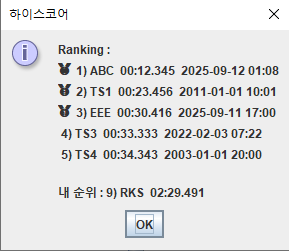 하이스코어
Ranking :
🥇 1) ABC 00:12.345 2025-09-12 01:08
🥈 2) TS1 00:23.456 2011-01-01 10:01
🥉 3) EEE 00:30.416 2025-09-11 17:00
4) TS3 00:33.333 2022-02-03 07:22
5) TS4 00:34.343 2003-01-01 20:00
내 순위 : 9) RKS 02:29.491
OK